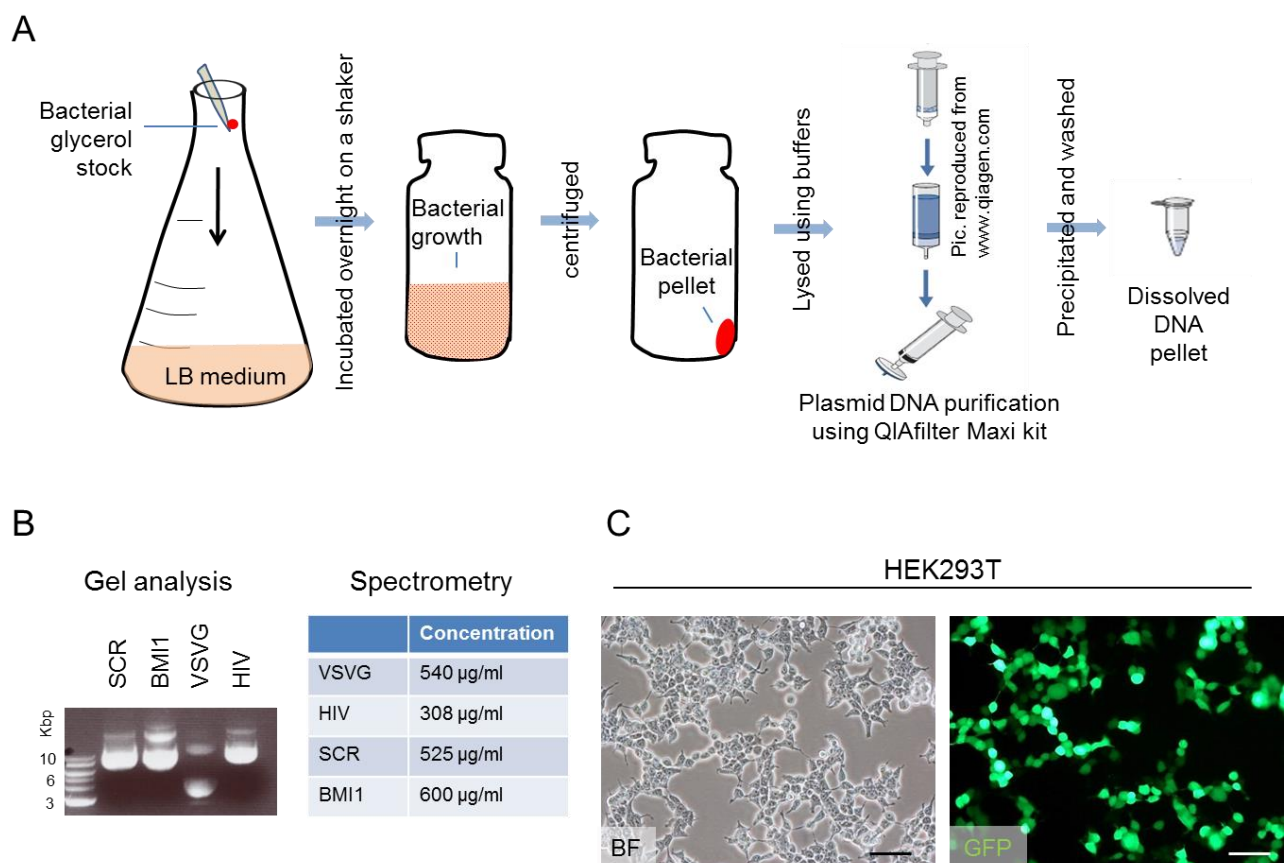 A
Bacterial
glycerol
stock
LB medium
Incubated overnight on a shaker
Bacterial
growth
centrifuged
Bacterial
pellet
Lysed using buffers
Pic. reproduced from
www.qiagen.com
Plasmid DNA purification
using QIAfilter Maxi kit
Precipitated and washed
Dissolved
DNA
pellet
B
Gel analysis
SCR
BMI1
VSVG
HIV
Kbp
10
6
3
Spectrometry
Concentration
VSVG 540 µg/ml
HIV 308 µg/ml
SCR 525 µg/ml
BMI1 600 µg/ml
C
HEK293T
BF
GFP